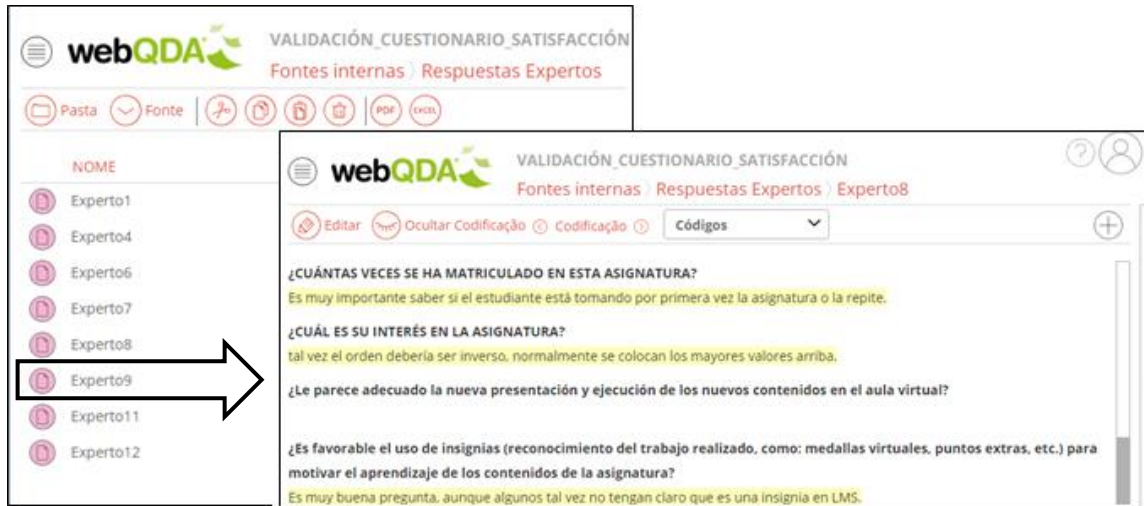 webQDA
VALIDACIÓN_CUESTIONARIO_SATISFACCIÓN
Fontes internas 〉 Respuestas Expertos
Pasta Fonte PDF EXCEL
NOME
Experto1
Experto4
Experto6
Experto7
Experto8
Experto9
Experto11
Experto12
webQDA
VALIDACIÓN_CUESTIONARIO_SATISFACCIÓN
Fontes internas 〉 Respuestas Expertos 〉 Experto8
Editar Ocultar Codificação Codificação Códigos
¿CUÁNTAS VECES SE HA MATRICULADO EN ESTA ASIGNATURA?
Es muy importante saber si el estudiante está tomando por primera vez la asignatura o la repite.
¿CUÁL ES SU INTERÉS EN LA ASIGNATURA?
tal vez el orden debería ser inverso, normalmente se colocan los mayores valores arriba.
¿Le parece adecuado la nueva presentación y ejecución de los nuevos contenidos en el aula virtual?
¿Es favorable el uso de insignias (reconocimiento del trabajo realizado, como: medallas virtuales, puntos extras, etc.) para
motivar el aprendizaje de los contenidos de la asignatura?
Es muy buena pregunta, aunque algunos tal vez no tengan claro que es una insignia en LMS.